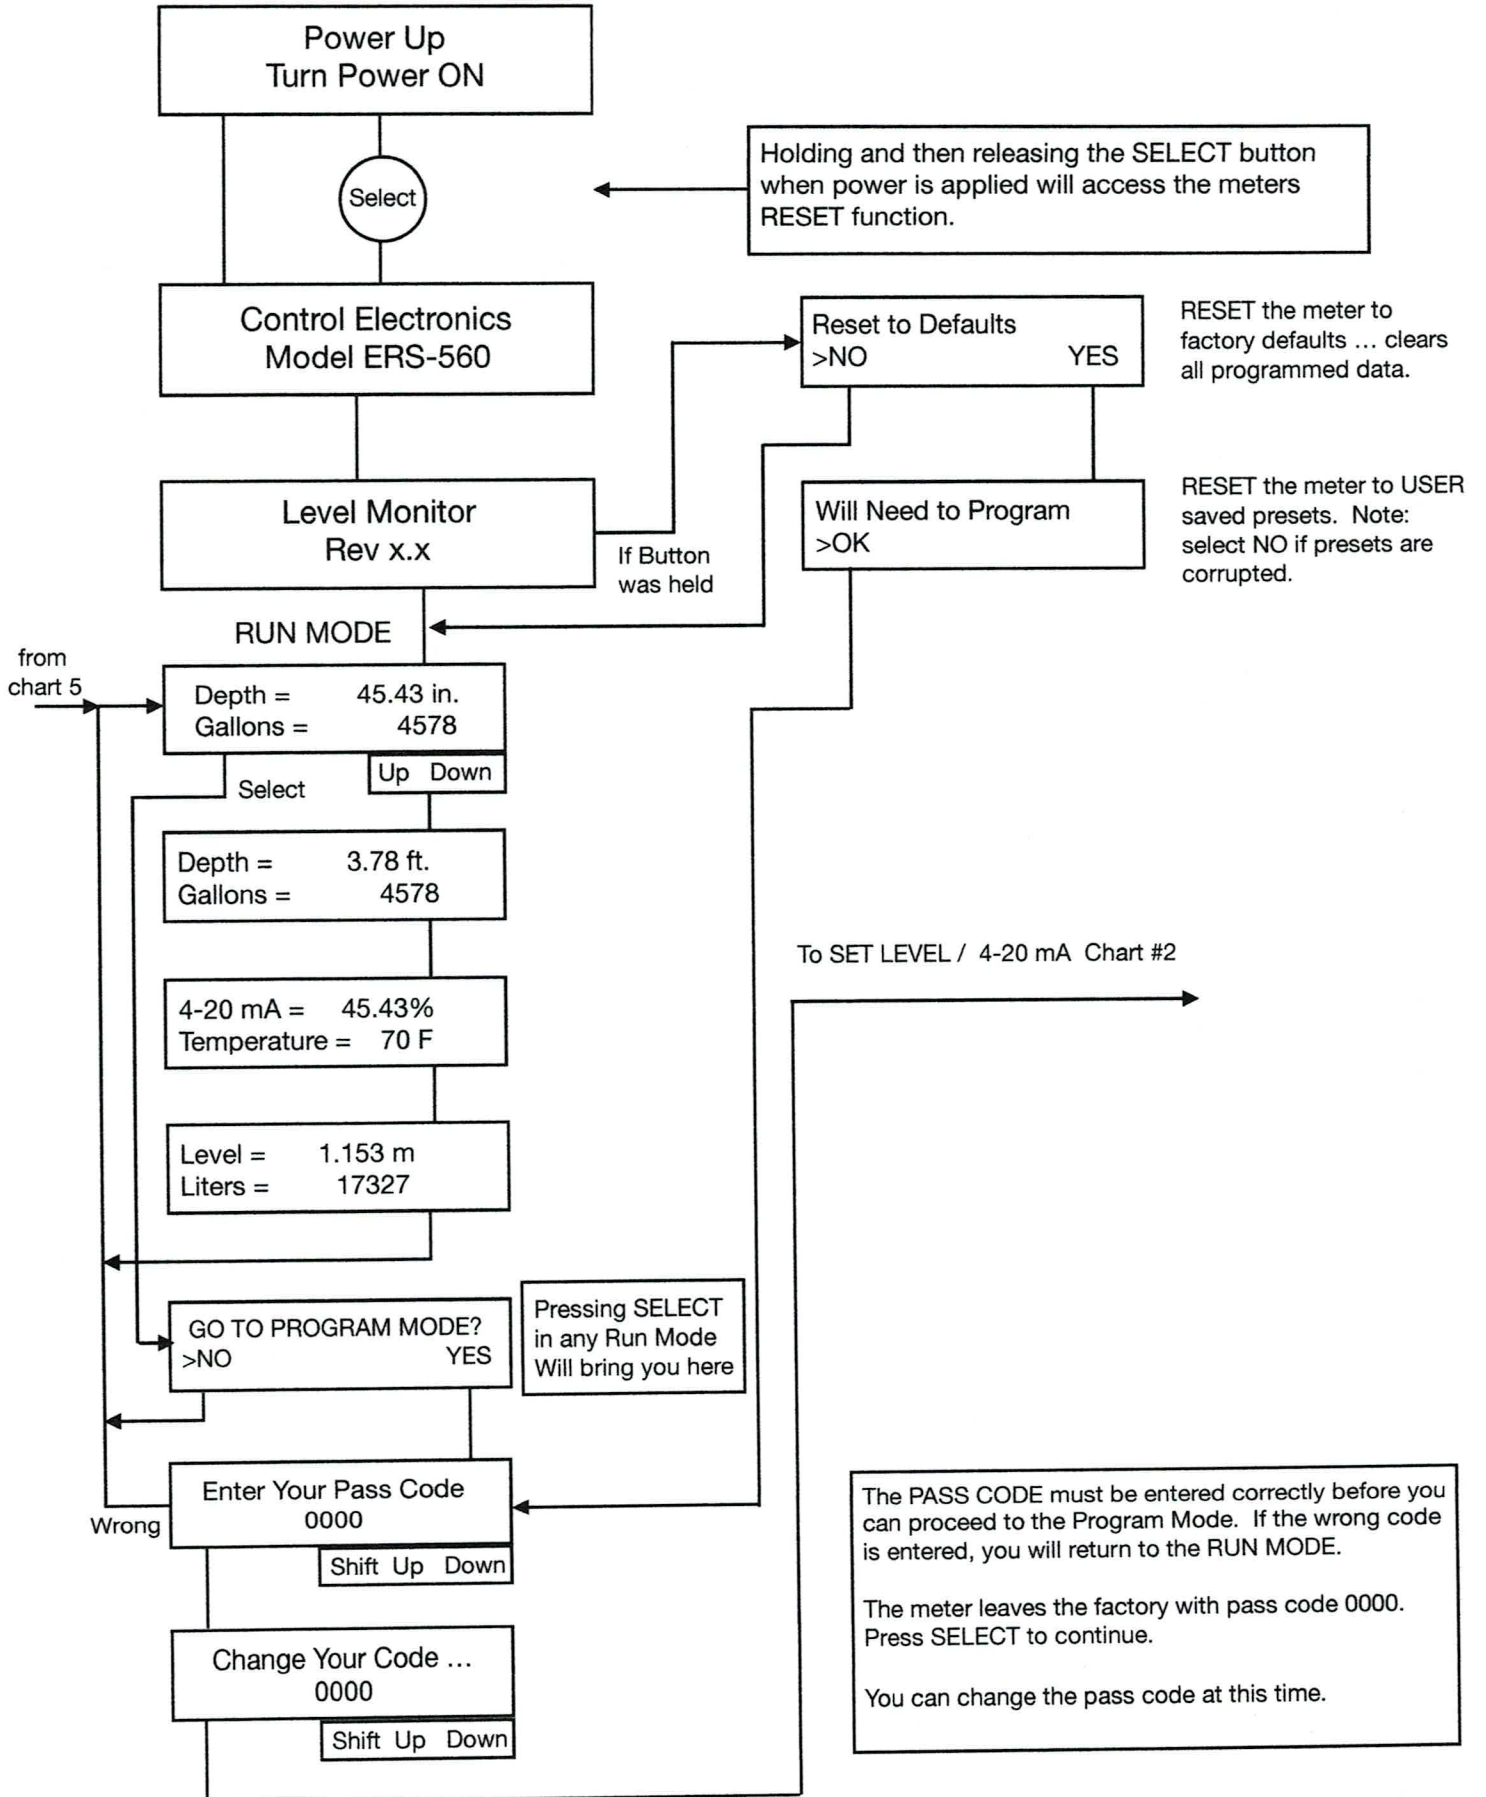 Power Up
Turn Power ON
Select
Holding and then releasing the SELECT button
when power is applied will access the meters
RESET function.
Control Electronics
Model ERS-560
Reset to Defaults
>NO YES
RESET the meter to
factory defaults ... clears
all programmed data.
Level Monitor
Rev x.x
If Button
was held
Will Need to Program
>OK
RESET the meter to USER
saved presets. Note:
select NO if presets are
corrupted.
RUN MODE
from
chart 5
Depth = 45.43 in.
Gallons = 4578
Up Down
Select
Depth = 3.78 ft.
Gallons = 4578
To SET LEVEL / 4-20 mA Chart #2
4-20 mA = 45.43%
Temperature = 70 F
Level = 1.153 m
Liters = 17327
GO TO PROGRAM MODE?
>NO YES
Pressing SELECT
in any Run Mode
Will bring you here
Enter Your Pass Code
0000
Wrong
Shift Up Down
Change Your Code ...
0000
Shift Up Down
The PASS CODE must be entered correctly before you
can proceed to the Program Mode. If the wrong code
is entered, you will return to the RUN MODE.
The meter leaves the factory with pass code 0000.
Press SELECT to continue.
You can change the pass code at this time.